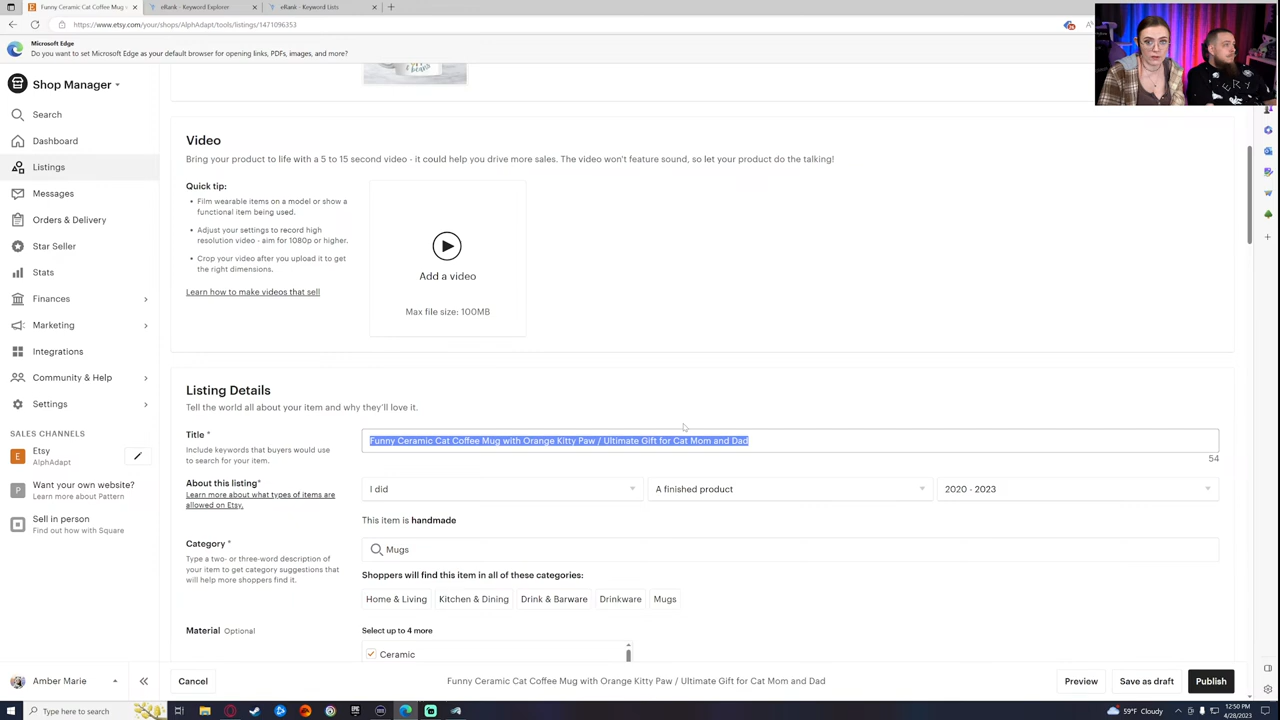 Funny Ceramic Cat Coffee Mug
eRank - Keyword Explorer
eRank - Keyword Lists
https://www.etsy.com/your/shops/AlphAdapt/tools/listings/1471096353
Microsoft Edge
Do you want to set Microsoft Edge as your default browser for opening links, PDFs, images, and more?
Shop Manager
Search
Dashboard
Listings
Messages
Orders & Delivery
Star Seller
Stats
Finances
Marketing
Integrations
Community & Help
Settings
SALES CHANNELS
Etsy
AlphAdapt
Want your own website?
Learn more about Pattern
Sell in person
Find out how with Square
Amber Marie
Video
Bring your product to life with a 5 to 15 second video - it could help you drive more sales. The video won't feature sound, so let your product do the talking!
Quick tip:
• Film wearable items on a model or show a
functional item being used.
• Adjust your settings to record high
resolution video - aim for 1080p or higher.
• Crop your video after you upload it to get
the right dimensions.
Learn how to make videos that sell
Add a video
Max file size: 100MB
Listing Details
Tell the world all about your item and why they'll love it.
Title *
Include keywords that buyers would
use to search for your item.
Funny Ceramic Cat Coffee Mug with Orange Kitty Paw / Ultimate Gift for Cat Mom and Dad
54
About this listing*
Learn more about what types of items are
allowed on Etsy.
I did
A finished product
2020 - 2023
This item is handmade
Category *
Type a two- or three-word description of
your item to get category suggestions that
will help more shoppers find it.
Mugs
Shoppers will find this item in all of these categories:
Home & Living
Kitchen & Dining
Drink & Barware
Drinkware
Mugs
Material Optional
Select up to 4 more
Ceramic
Cancel
Funny Ceramic Cat Coffee Mug with Orange Kitty Paw / Ultimate Gift for Cat Mom and Dad
Preview
Save as draft
Publish
Type here to search
59°F Cloudy
12:50 PM
4/28/2023